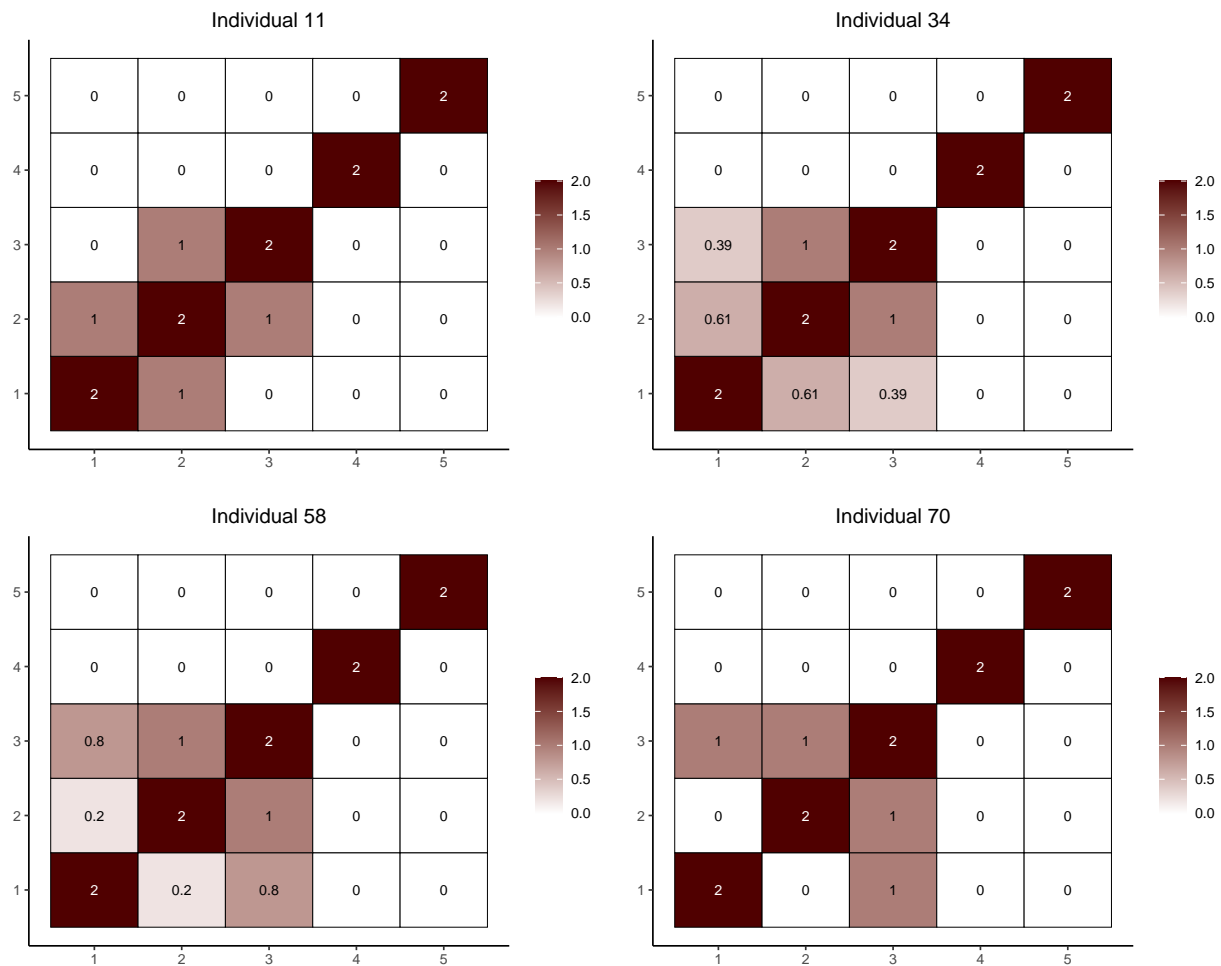 Individual 11
5 0 0 0 0 2
4 0 0 0 2 0
3 0 1 2 0 0
2 1 2 1 0 0
1 2 1 0 0 0
1 2 3 4 5
2.0
1.5
1.0
0.5
0.0
Individual 34
0 0 0 0 2
5
0 0 0 2 0
4
0.39 1 2 0 0
3
0.61 2 1 0 0
2
2 0.61 0.39 0 0
1
1 2 3 4 5
2.0
1.5
1.0
0.5
0.0
Individual 58
5 0 0 0 0 2
4 0 0 0 2 0
3 0.8 1 2 0 0
2 0.2 2 1 0 0
1 2 0.2 0.8 0 0
1 2 3 4 5
2.0
1.5
1.0
0.5
0.0
Individual 70
5 0 0 0 0 2
4 0 0 0 2 0
3 1 1 2 0 0
2 0 2 1 0 0
1 2 0 1 0 0
1 2 3 4 5
2.0
1.5
1.0
0.5
0.0